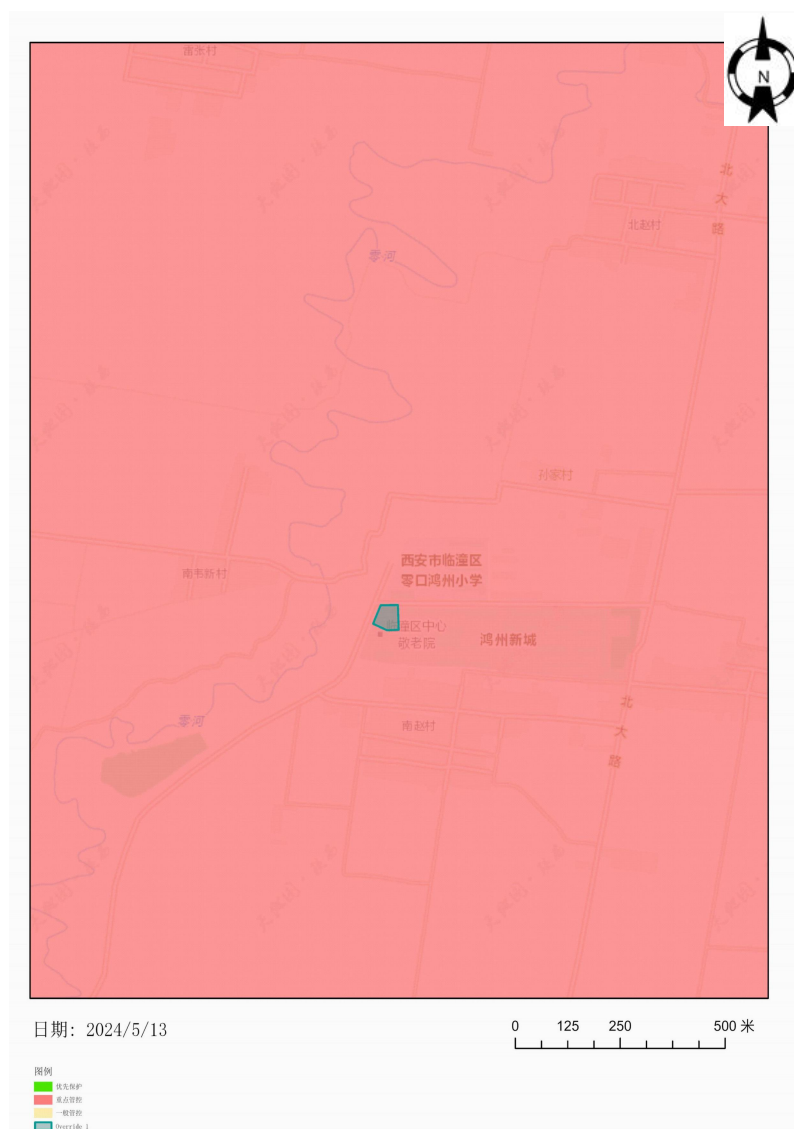 南张村
N
北
大
路
北赵村
零河
孙家村
西安市临潼区
零口鸿州小学
南韦新村
临潼区中心
敬老院
鸿州新城
零河
北
大
路
南赵村
日期: 2024/5/13
0 125 250 500 米
图例
优先保护
重点管控
一般管控
Override 1